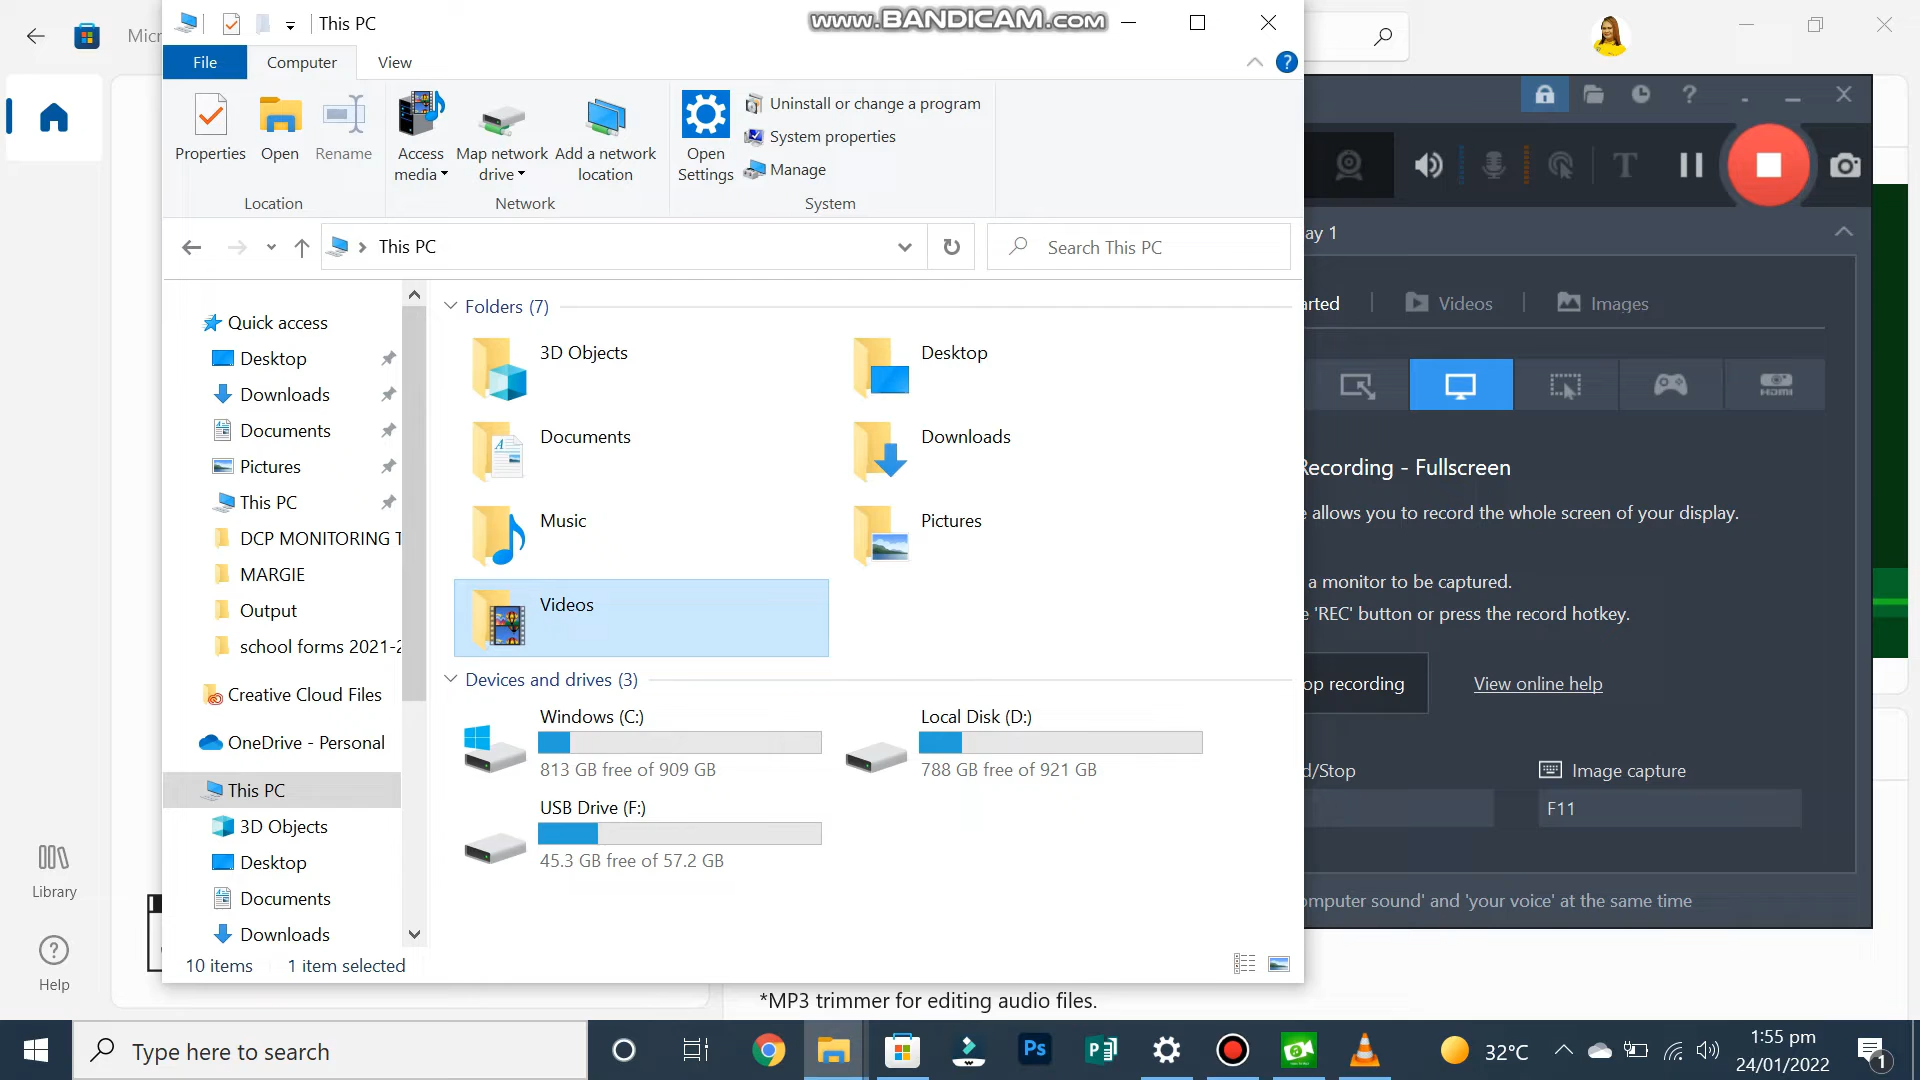 Micr
This PC
www.BANDICAM.com
File
Computer
View
?
Properties
Open
Rename
Access media
Map network drive
Add a network location
Open Settings
Uninstall or change a program
System properties
Manage
Location
Network
System
This PC
Search This PC
Quick access
Desktop
Downloads
Documents
Pictures
This PC
DCP MONITORING T
MARGIE
Output
school forms 2021-2
Creative Cloud Files
OneDrive - Personal
This PC
3D Objects
Desktop
Documents
Downloads
Folders (7)
3D Objects
Desktop
Documents
Downloads
Music
Pictures
Videos
Devices and drives (3)
Windows (C:)
813 GB free of 909 GB
Local Disk (D:)
788 GB free of 921 GB
USB Drive (F:)
45.3 GB free of 57.2 GB
10 items
1 item selected
Library
Help
ay 1
arted
Videos
Images
HDMI
Recording - Fullscreen
e allows you to record the whole screen of your display.
a monitor to be captured.
e 'REC' button or press the record hotkey.
op recording
View online help
d/Stop
Image capture
F11
omputer sound' and 'your voice' at the same time
*MP3 trimmer for editing audio files.
Type here to search
Ps
P
32°C
1:55 pm
24/01/2022
1